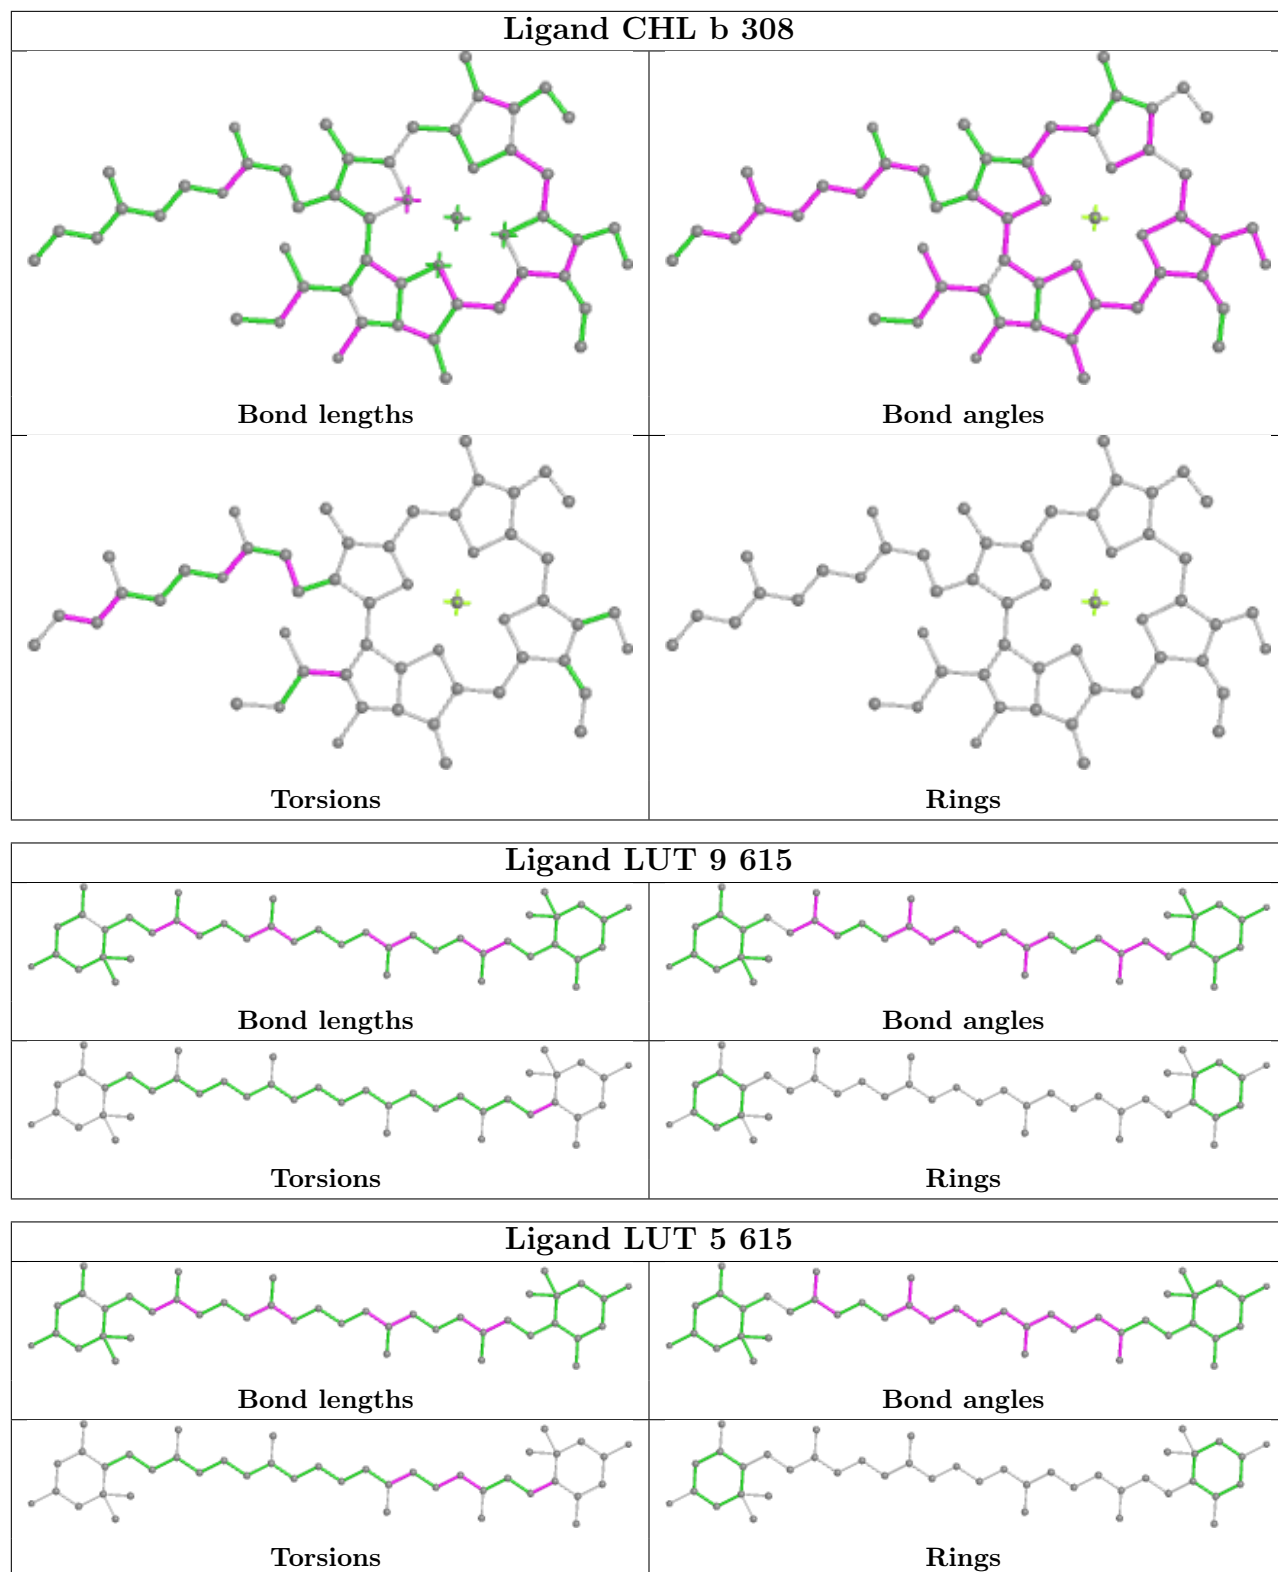 Ligand CHL b 308
Bond lengths
Bond angles
Torsions
Rings
Ligand LUT 9 615
Bond lengths
Bond angles
Torsions
Rings
Ligand LUT 5 615
Bond lengths
Bond angles
Torsions
Rings